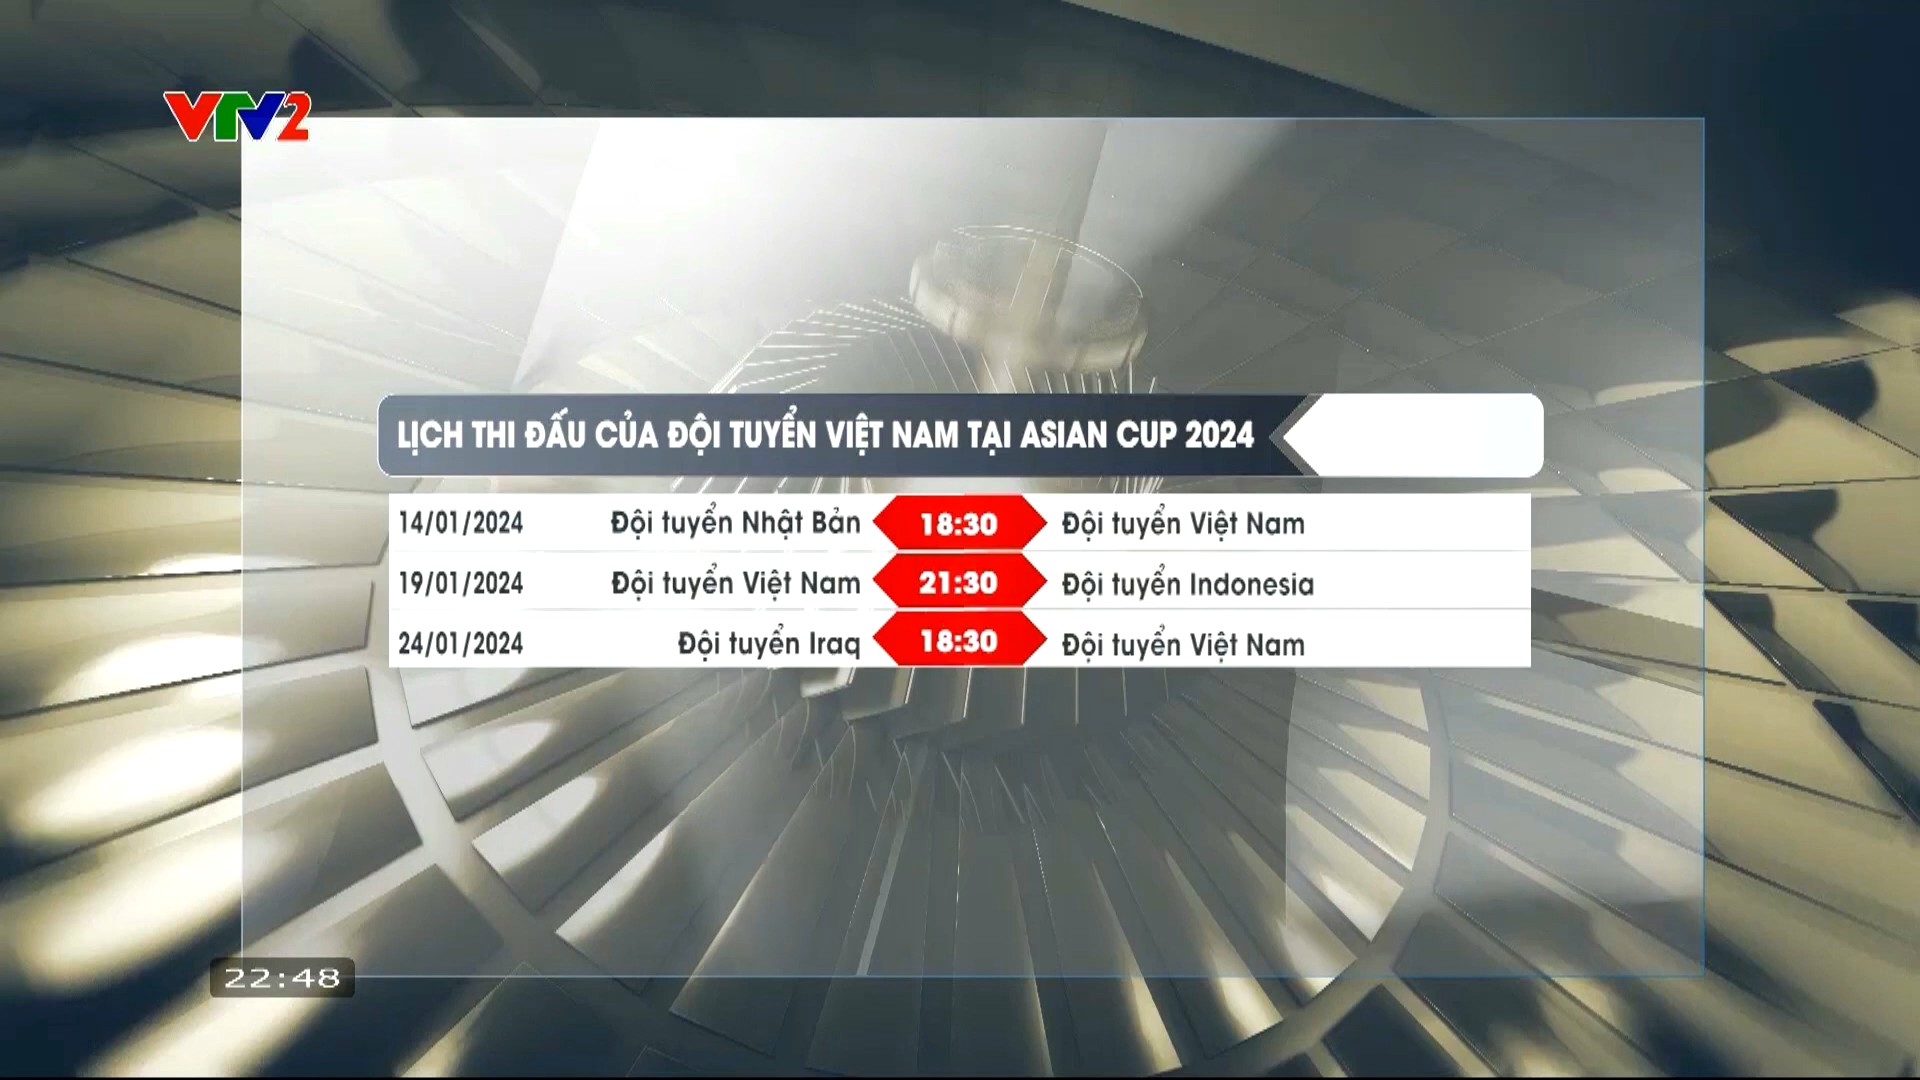 VTV2
LỊCH THI ĐẤU CỦA ĐỘI TUYỂN VIỆT NAM TẠI ASIAN CUP 2024
14/01/2024 Đội tuyển Nhật Bản 18:30 Đội tuyển Việt Nam
19/01/2024 Đội tuyển Việt Nam 21:30 Đội tuyển Indonesia
24/01/2024 Đội tuyển Iraq 18:30 Đội tuyển Việt Nam
22:48